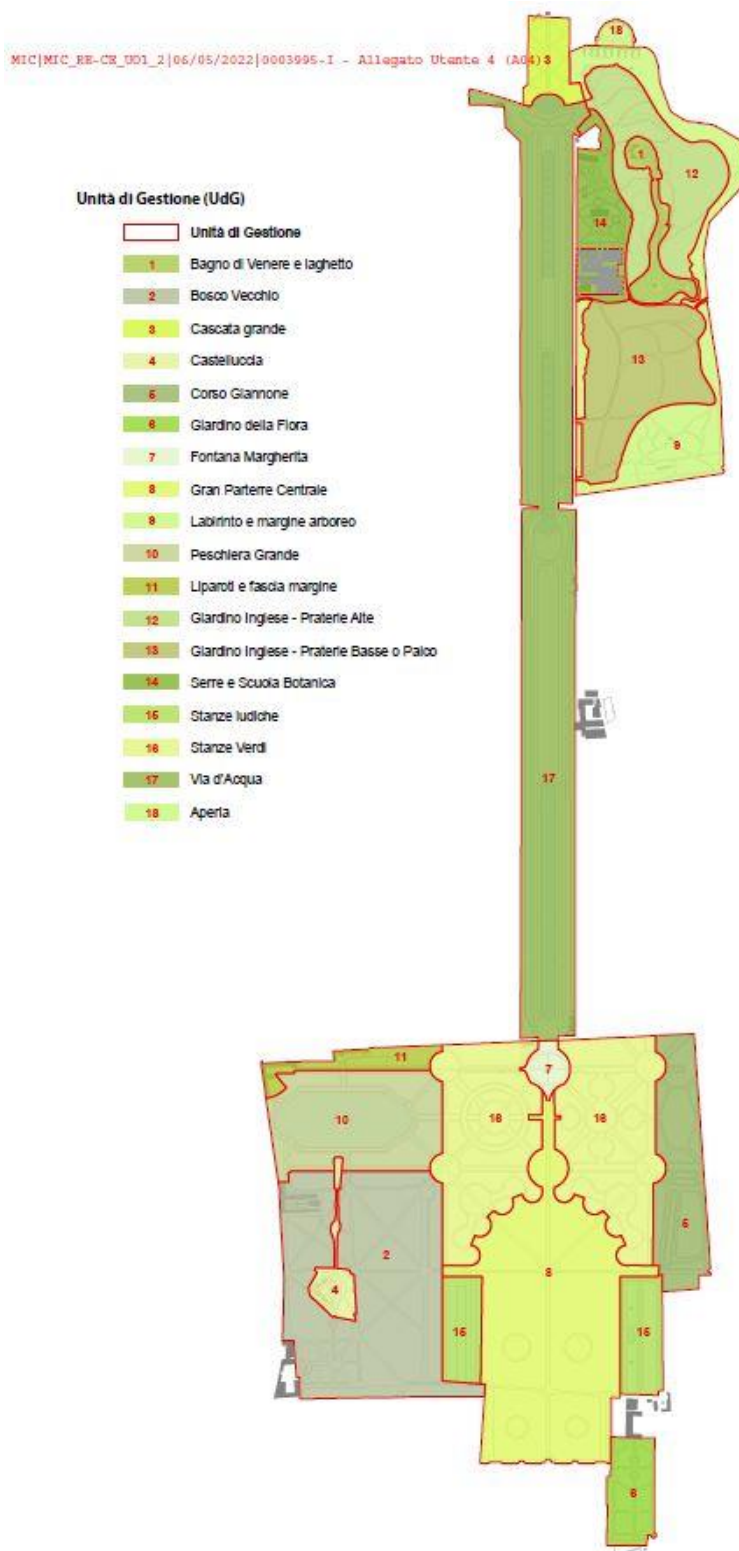 MIC|MIC_RE-CE_UO1_2|06/05/2022|0003995-I - Allegato Utente 4 (A04)
3
18
Unità di Gestione (UdG)
Unità di Gestione
1 Bagno di Venere e laghetto
2 Bosco Vecchio
3 Cascata grande
4 Castelluccia
5 Corso Giannone
6 Giardino della Flora
7 Fontana Margherita
8 Gran Parterre Centrale
9 Labirinto e margine arboreo
10 Peschiera Grande
11 Liparoti e fascia margine
12 Giardino Inglese - Praterie Alte
13 Giardino Inglese - Praterie Basse o Palco
14 Serre e Scuola Botanica
15 Stanze ludiche
16 Stanze Verdi
17 Via d'Acqua
18 Aperia
1
12
14
13
9
17
11
7
10
16
16
2
5
8
4
15
15
6